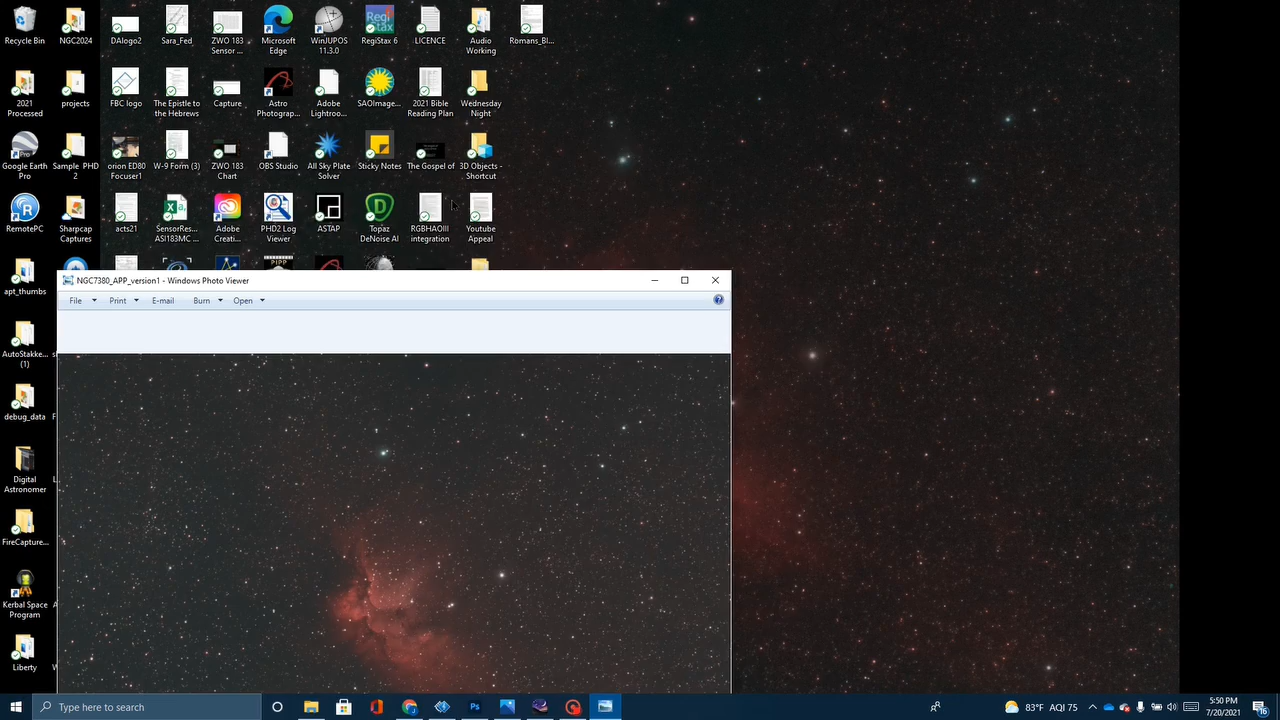 Recycle Bin
NGC2024
DAlogo2
Sara_Fed
ZWO 183
Sensor ...
Microsoft
Edge
WinJUPOS
11.3.0
RegiStax 6
LICENCE
Audio
Working
Romans_Bl...
2021
Processed
projects
FBC logo
The Epistle to
the Hebrews
Capture
Astro
Photograp...
Adobe
Lightroo...
SAOImage...
2021 Bible
Reading Plan
Wednesday
Night
Google Earth
Pro
Sample PHD
2
orion ED80
Focuser1
W-9 Form (3)
ZWO 183
Chart
OBS Studio
All Sky Plate
Solver
Sticky Notes
The Gospel of
3D Objects -
Shortcut
RemotePC
Sharpcap
Captures
acts21
SensorRes...
ASI183MC ...
Adobe
Creati...
PHD2 Log
Viewer
ASTAP
Topaz
DeNoise AI
RGBHAOIII
integration
Youtube
Appeal
PIPP
apt_thumbs
AutoStakke...
(1)
debug_data
Digital
Astronomer
FireCapture...
Kerbal Space
Program
Liberty
NGC7380_APP_version1 - Windows Photo Viewer
File Print E-mail Burn Open
Type here to search
83°F AQI 75
5:50 PM
7/20/2021